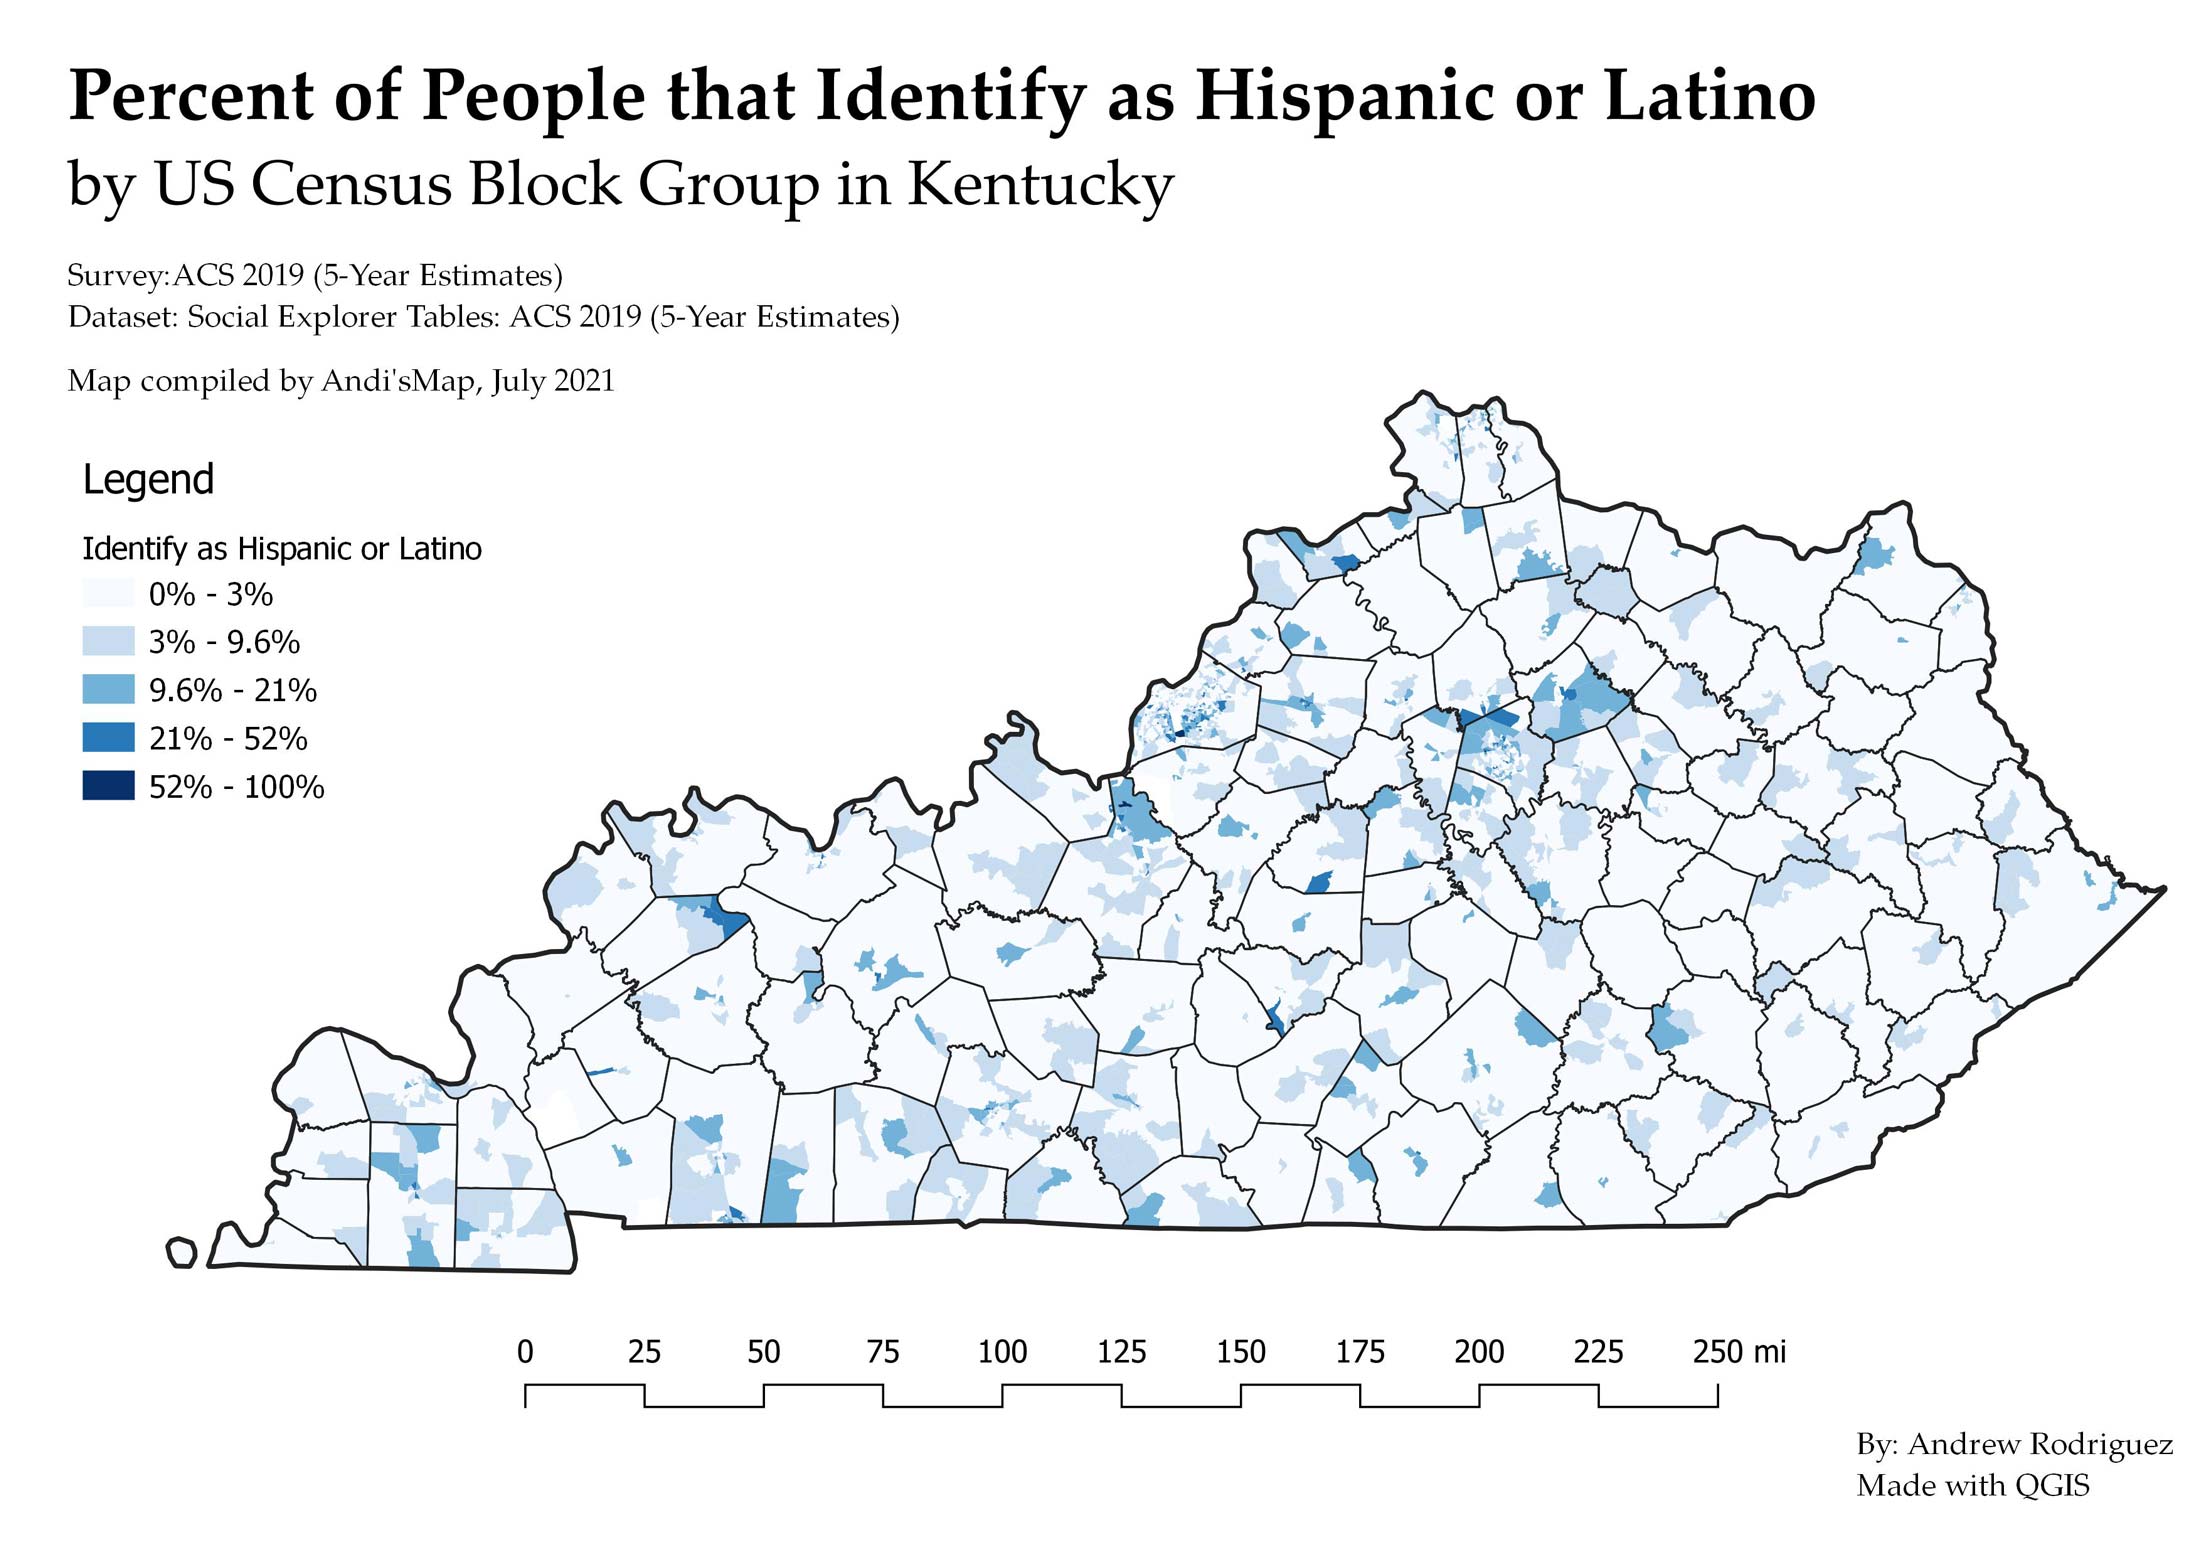 Percent of People that Identify as Hispanic or Latino
by US Census Block Group in Kentucky
Survey:ACS 2019 (5-Year Estimates)
Dataset: Social Explorer Tables: ACS 2019 (5-Year Estimates)
Map compiled by Andi'sMap, July 2021
Legend
Identify as Hispanic or Latino
0% - 3%
3% - 9.6%
9.6% - 21%
21% - 52%
52% - 100%
0 25 50 75 100 125 150 175 200 225 250 mi
By: Andrew Rodriguez
Made with QGIS